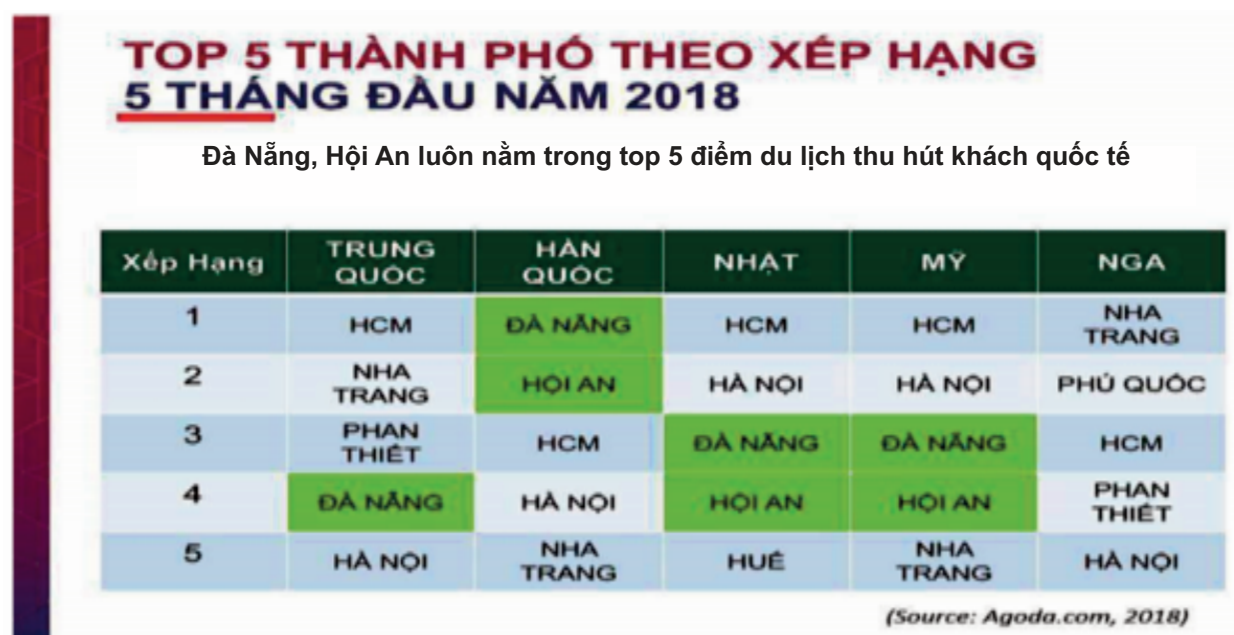 TOP 5 THÀNH PHỐ THEO XẾP HẠNG
5 THÁNG ĐẦU NĂM 2018
Đà Nẵng, Hội An luôn nằm trong top 5 điểm du lịch thu hút khách quốc tế
Xếp Hạng TRUNG QUỐC HÀN QUỐC NHẬT MỸ NGA
1 HCM ĐÀ NẴNG HCM HCM NHA TRANG
2 NHA TRANG HỘI AN HÀ NỘI HÀ NỘI PHÚ QUỐC
3 PHAN THIẾT HCM ĐÀ NẴNG ĐÀ NẴNG HCM
4 ĐÀ NẴNG HÀ NỘI HỘI AN HỘI AN PHAN THIẾT
5 HÀ NỘI NHA TRANG HUẾ NHA TRANG HÀ NỘI
(Source: Agoda.com, 2018)